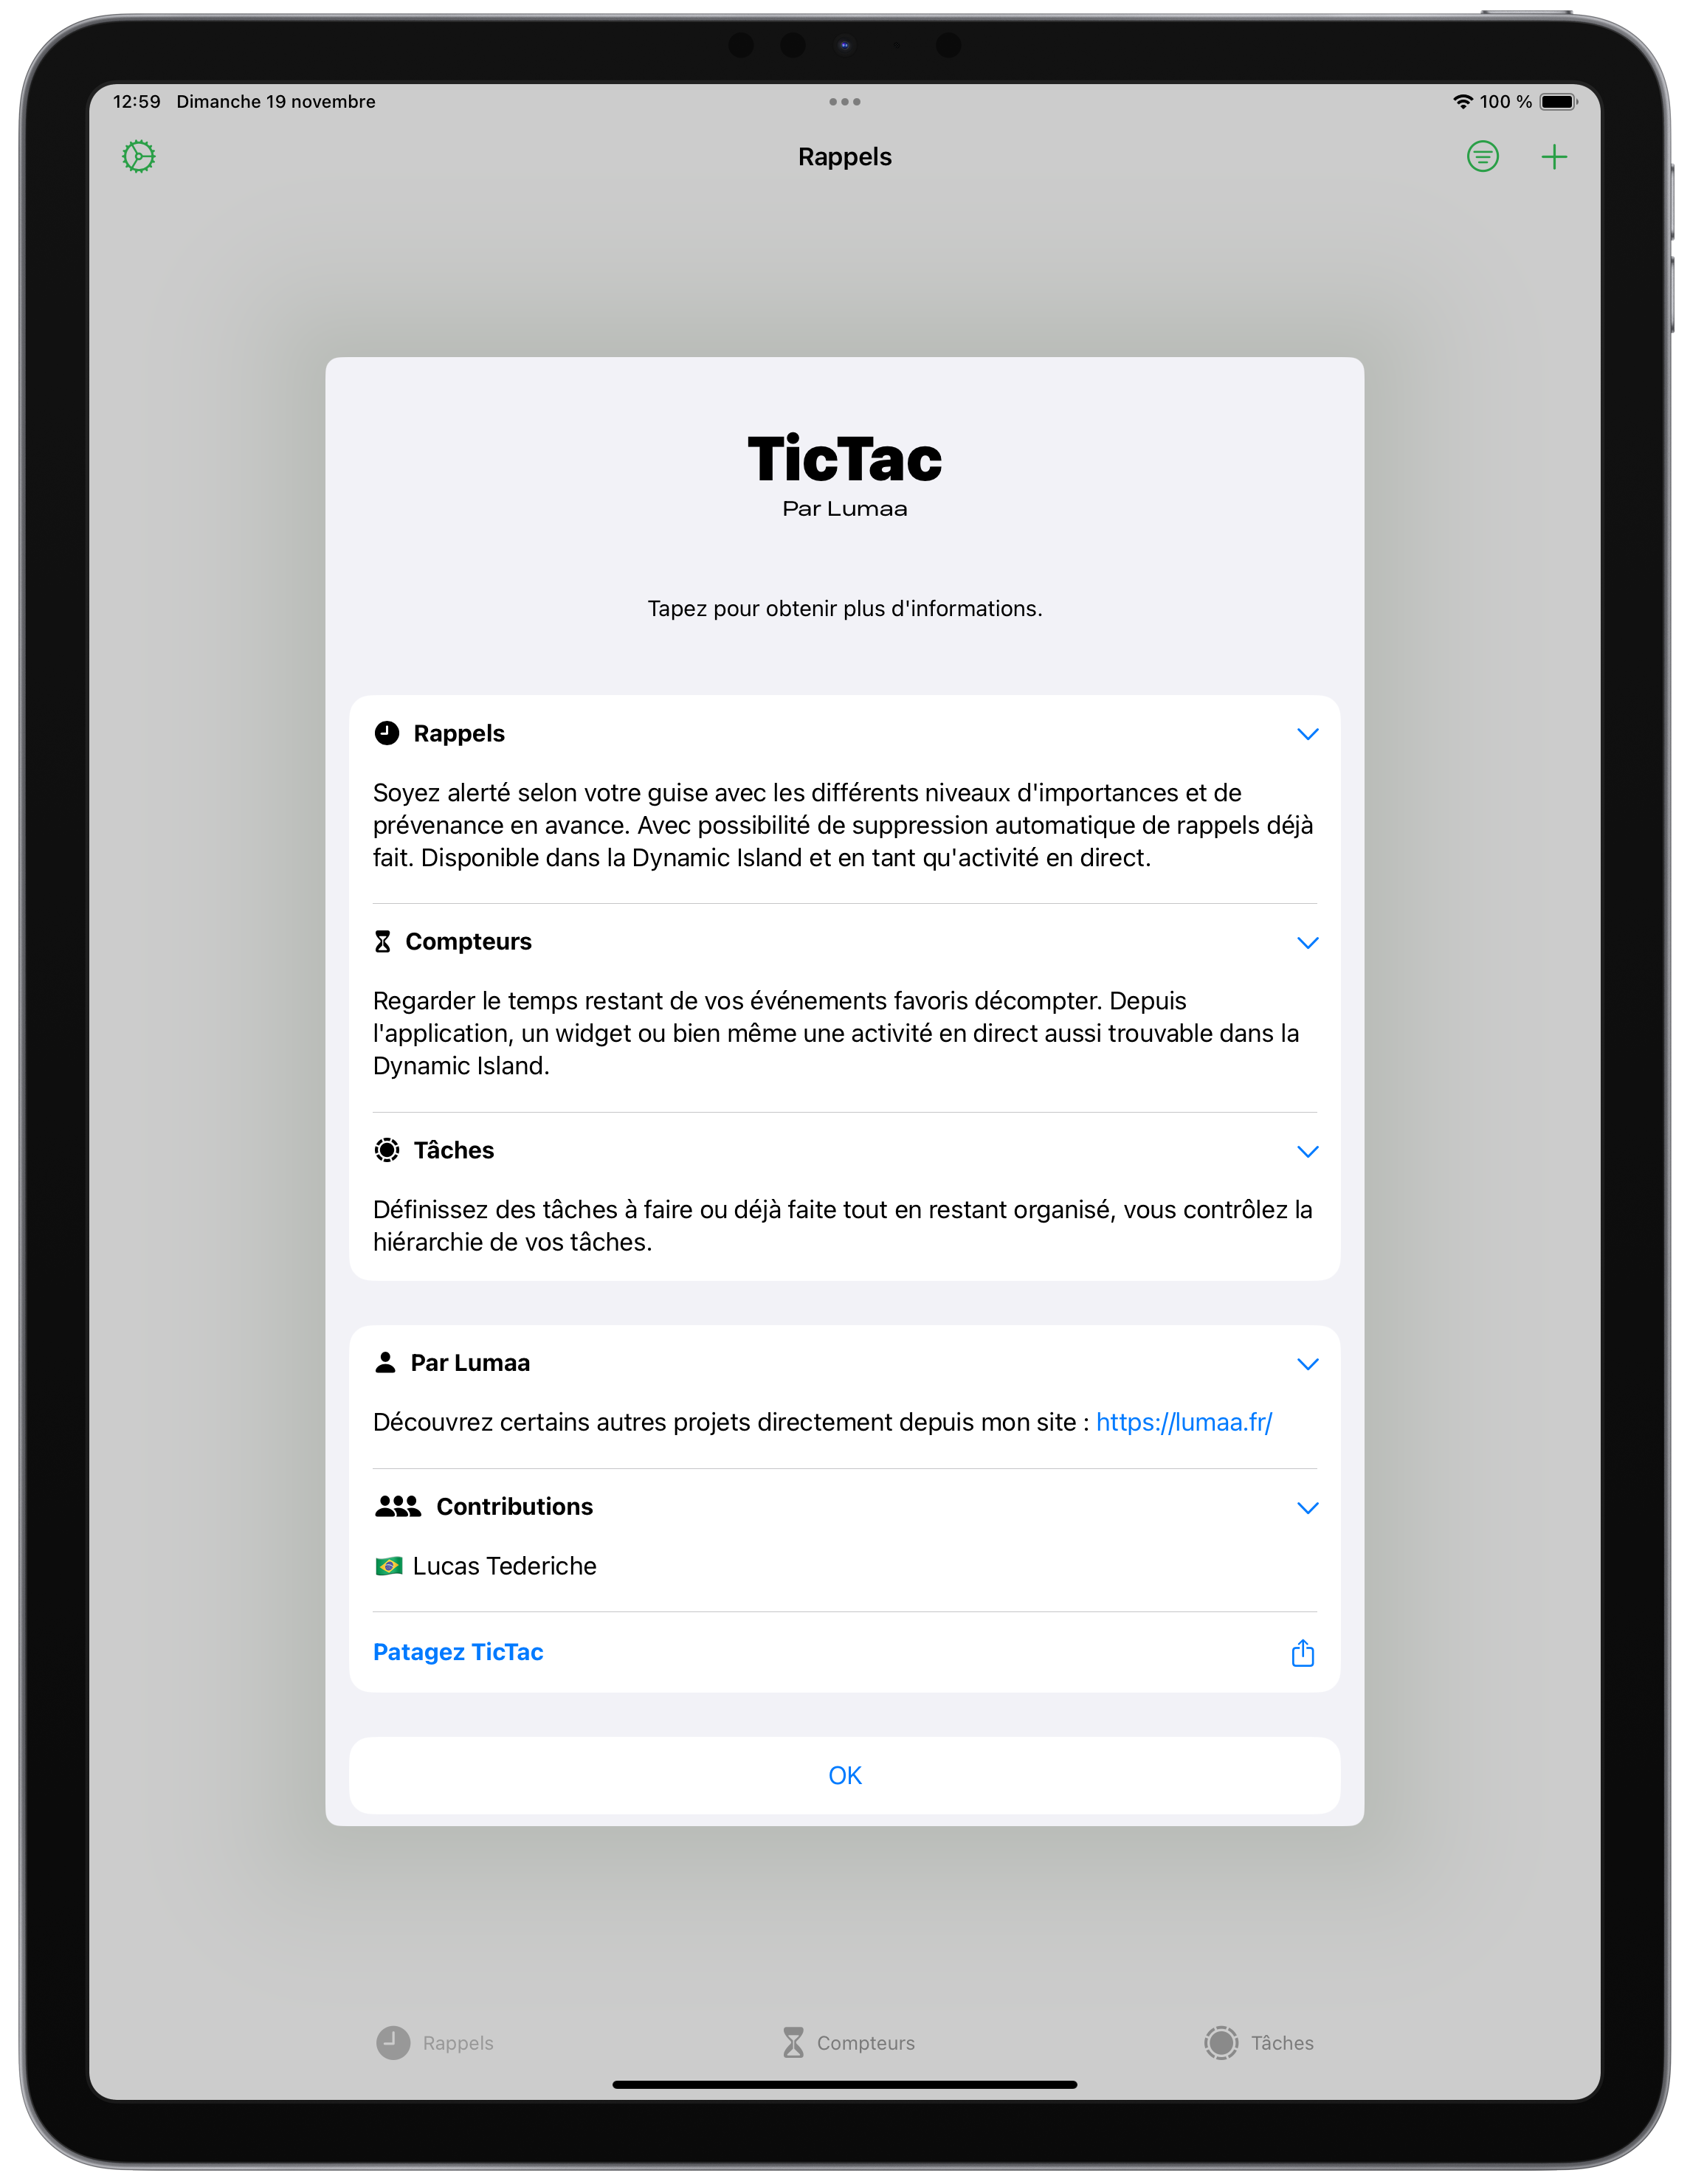 12:59 Dimanche 19 novembre
100 %
Rappels
TicTac
Par Lumaa
Tapez pour obtenir plus d'informations.
Rappels
Soyez alerté selon votre guise avec les différents niveaux d'importances et de
prévenance en avance. Avec possibilité de suppression automatique de rappels déjà
fait. Disponible dans la Dynamic Island et en tant qu'activité en direct.
Compteurs
Regarder le temps restant de vos événements favoris décompter. Depuis
l'application, un widget ou bien même une activité en direct aussi trouvable dans la
Dynamic Island.
Tâches
Définissez des tâches à faire ou déjà faite tout en restant organisé, vous contrôlez la
hiérarchie de vos tâches.
Par Lumaa
Découvrez certains autres projets directement depuis mon site : https://lumaa.fr/
Contributions
🇧🇷 Lucas Tederiche
Patagez TicTac
OK
Rappels
Compteurs
Tâches